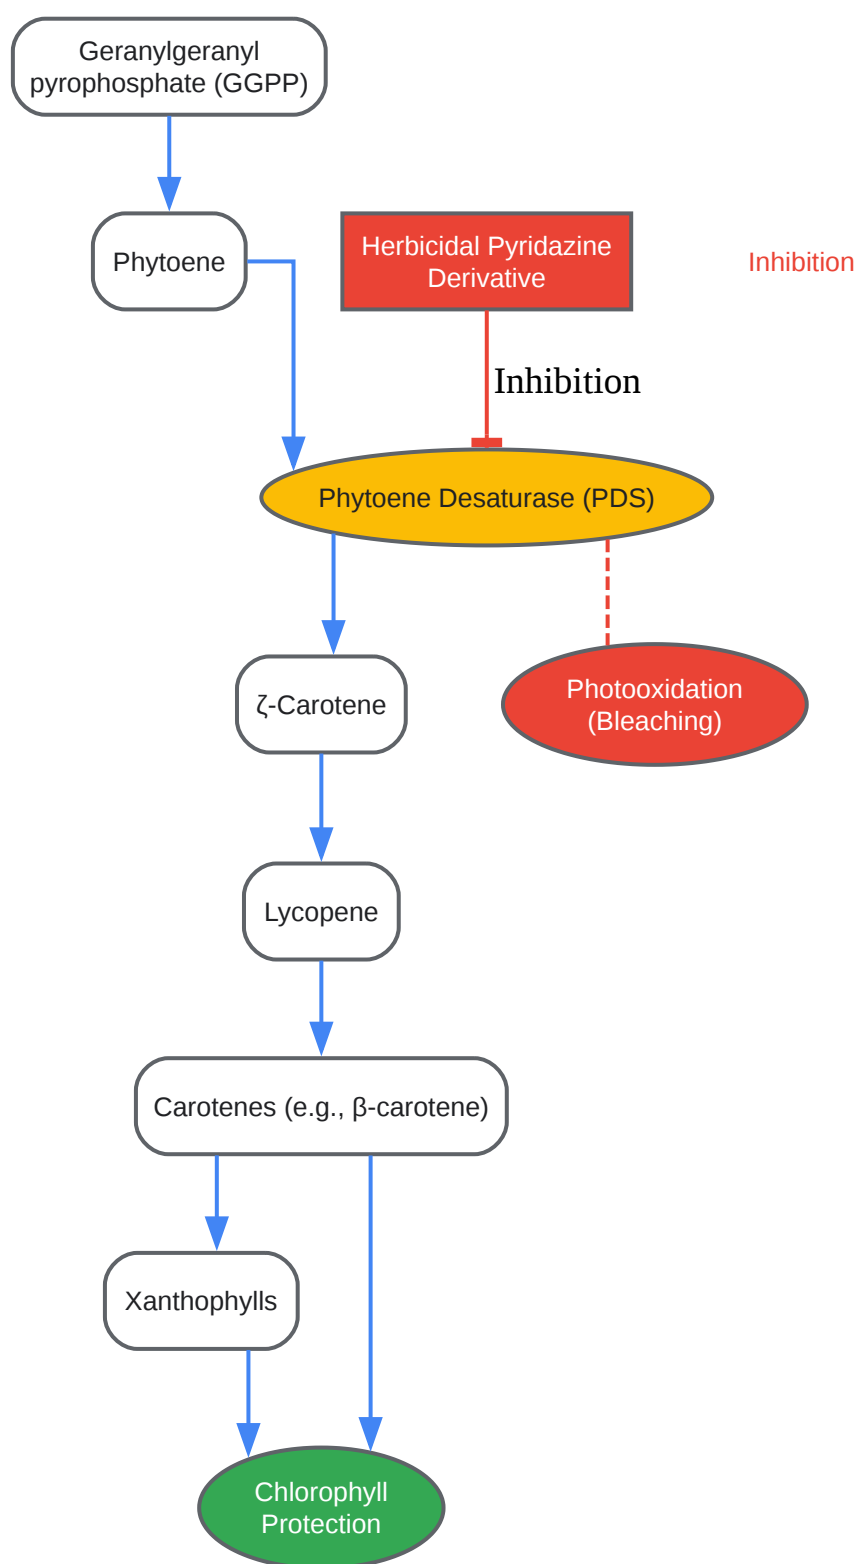 Geranylgeranyl
pyrophosphate (GGPP)
Phytoene
Herbicidal Pyridazine
Derivative
Inhibition
Inhibition
Phytoene Desaturase (PDS)
ζ-Carotene
Photooxidation
(Bleaching)
Lycopene
Carotenes (e.g., β-carotene)
Xanthophylls
Chlorophyll
Protection